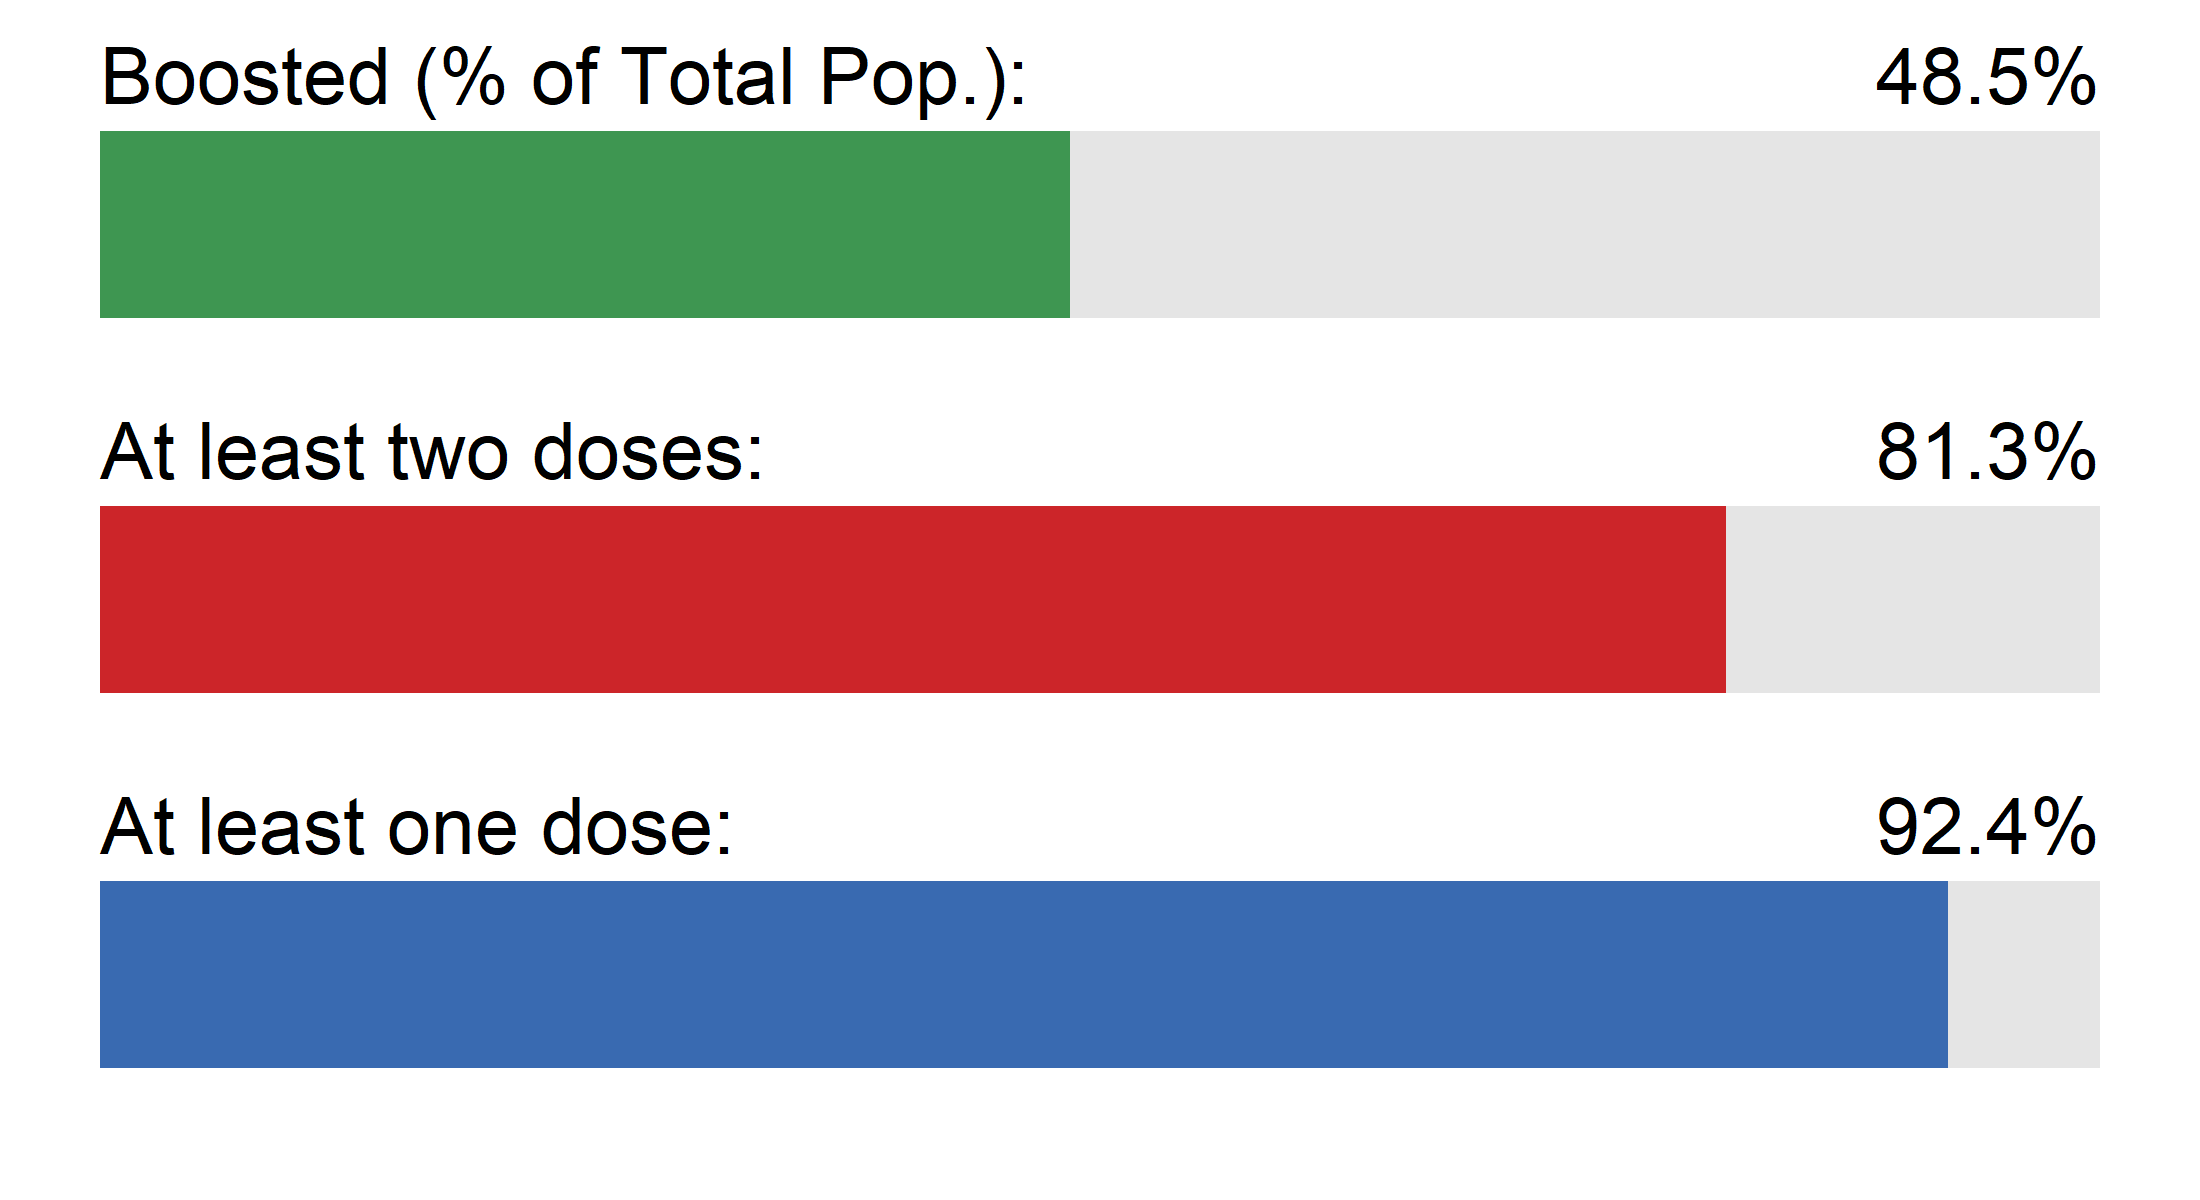 Boosted (% of Total Pop.): 48.5%
At least two doses: 81.3%
At least one dose: 92.4%